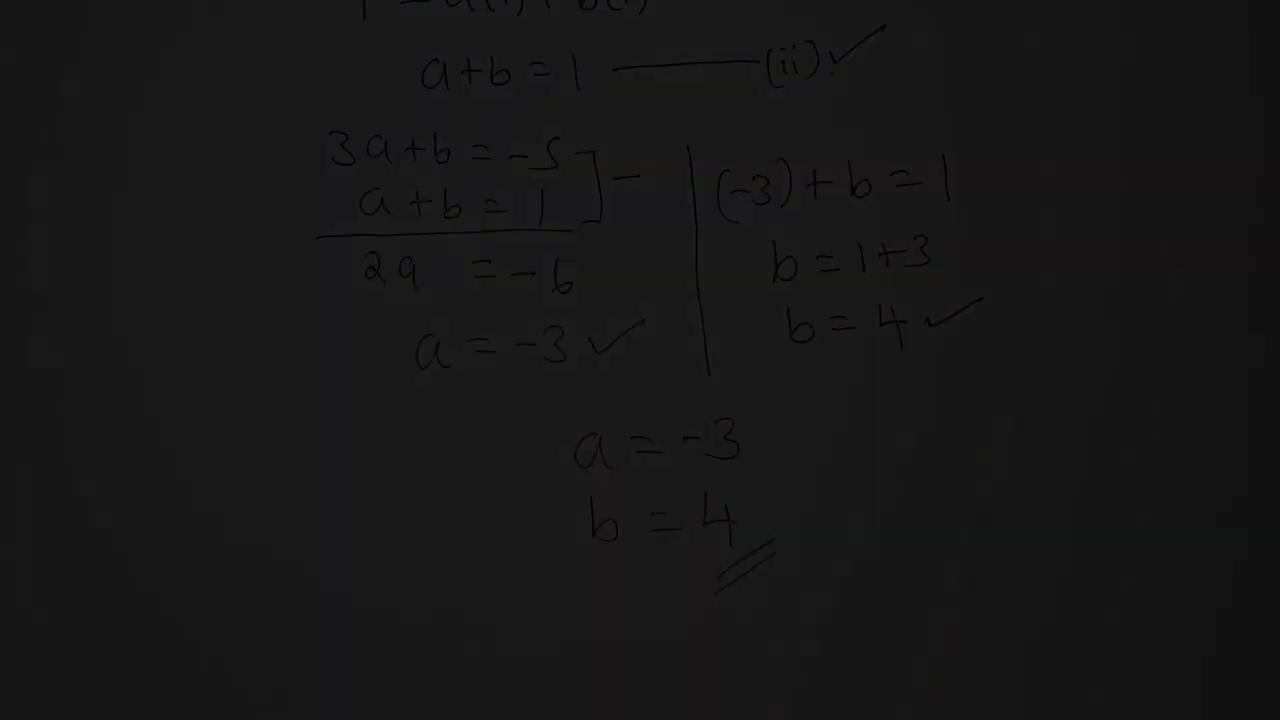 a+b=1 ———(ii) ✓
3a+b=-5
a+b=1 ] -
2a = -6
a = -3 ✓
(-3)+b=1
b=1+3
b=4 ✓
a = -3
b = 4